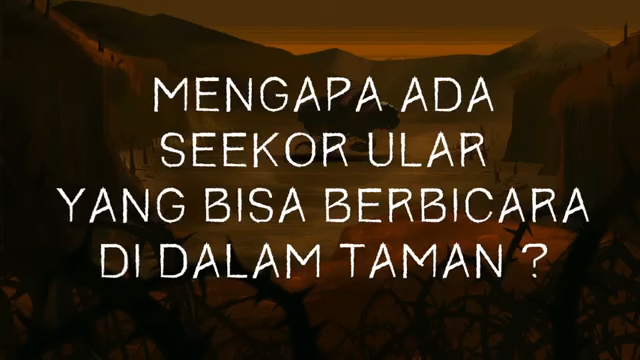 MENGAPA ADA
SEEKOR ULAR
YANG BISA BERBICARA
DI DALAM TAMAN ?